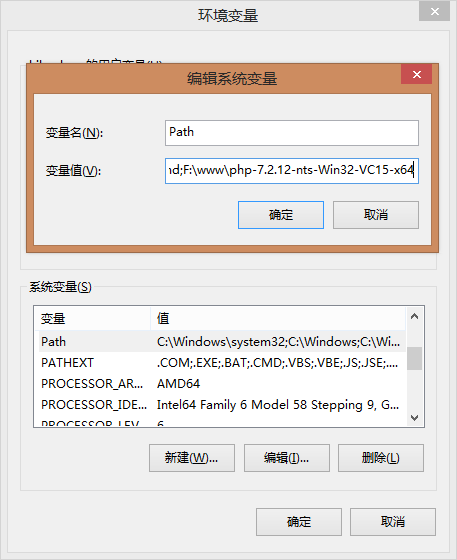 环境变量
的用户变量(U)
编辑系统变量
变量名(N):
Path
变量值(V):
nd;F:\www\php-7.2.12-nts-Win32-VC15-x64
确定
取消
系统变量(S)
变量 值
Path C:\Windows\system32;C:\Windows;C:\Wi...
PATHEXT .COM;.EXE;.BAT;.CMD;.VBS;.VBE;.JS;.JSE;....
PROCESSOR_AR... AMD64
PROCESSOR_IDE... Intel64 Family 6 Model 58 Stepping 9, G...
PROCESSOR_LEV 6
新建(W)...
编辑(I)...
删除(L)
确定
取消